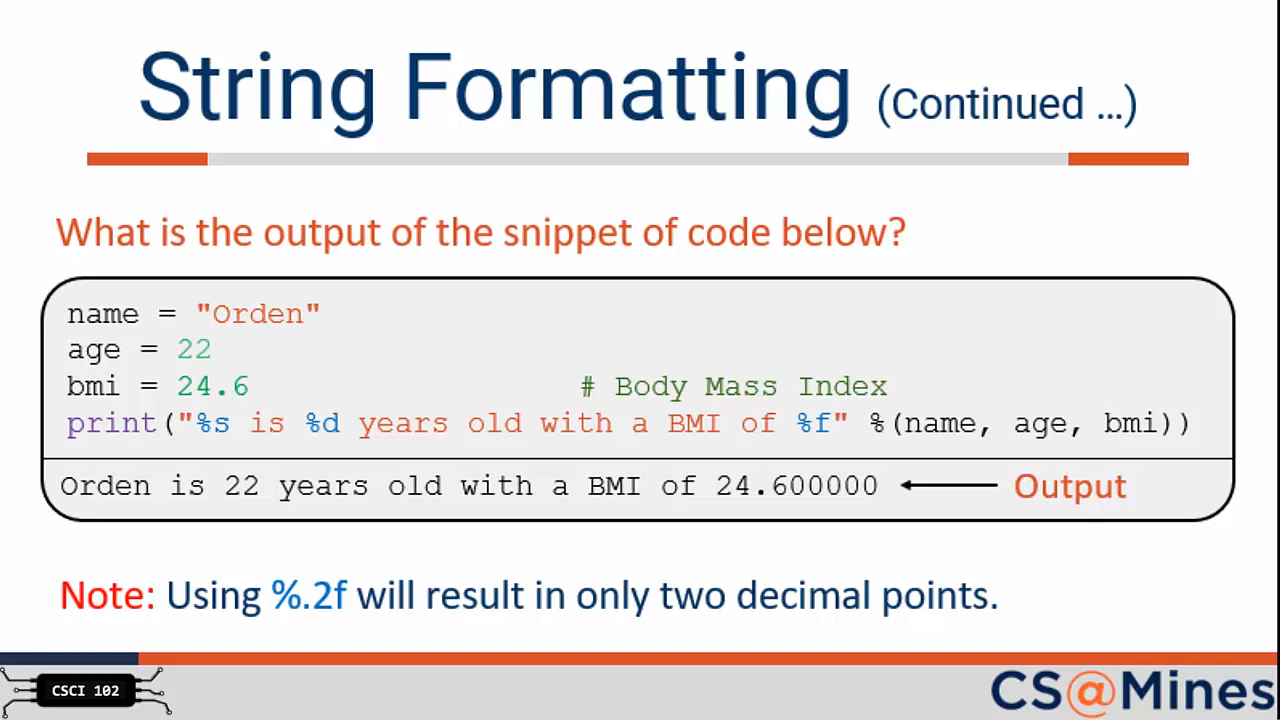 String Formatting (Continued …)
What is the output of the snippet of code below?
name = "Orden"
age = 22
bmi = 24.6 # Body Mass Index
print("%s is %d years old with a BMI of %f" %(name, age, bmi))
Orden is 22 years old with a BMI of 24.600000 Output
Note: Using %.2f will result in only two decimal points.
CSCI 102 CS@Mines